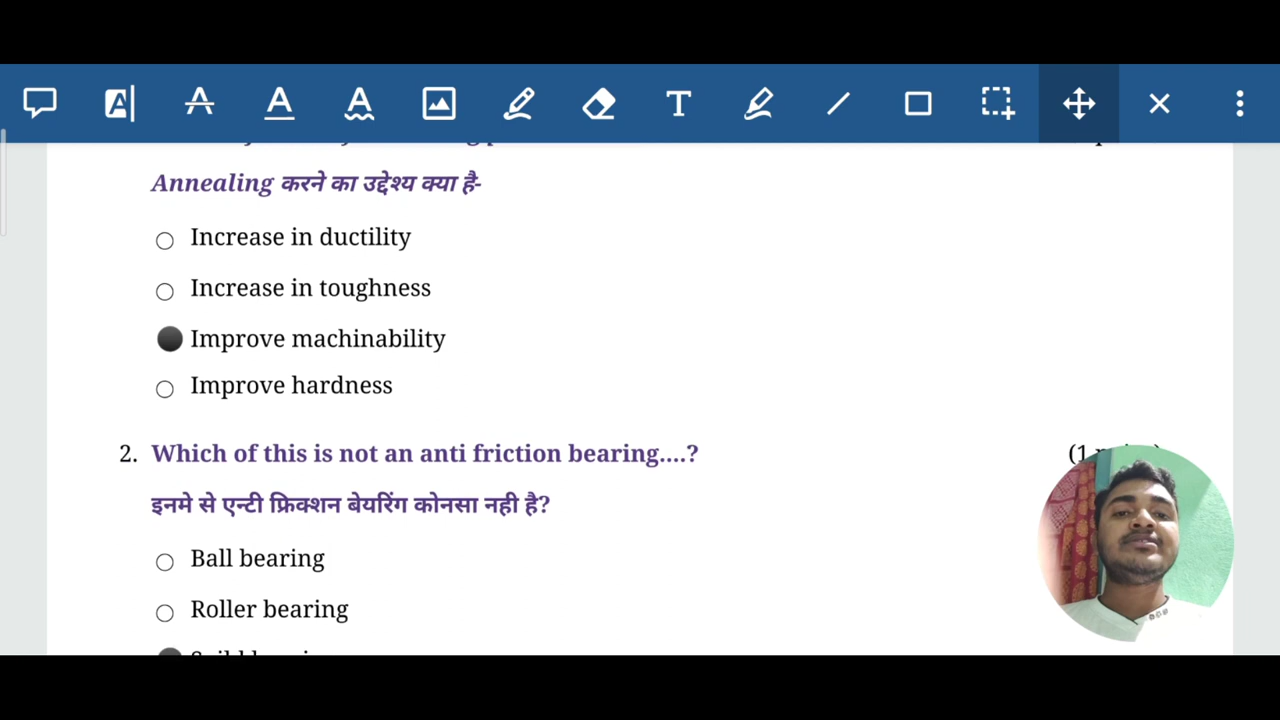 Annealing करने का उद्देश्य क्या है-
Increase in ductility
Increase in toughness
Improve machinability
Improve hardness
2. Which of this is not an anti friction bearing....? (1
इनमे से एन्टी फ्रिक्शन बेयरिंग कोनसा नही है?
Ball bearing
Roller bearing